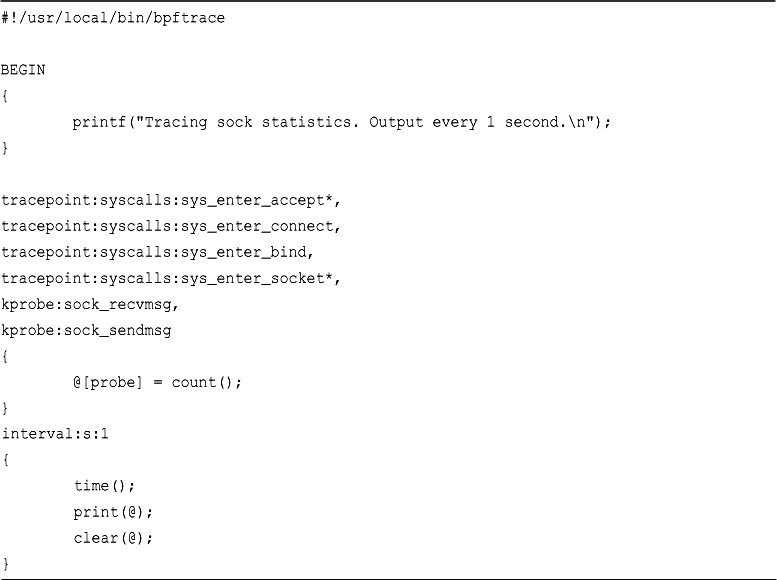 #!/usr/local/bin/bpftrace

BEGIN
{
        printf("Tracing sock statistics. Output every 1 second.\n");
}

tracepoint:syscalls:sys_enter_accept*,
tracepoint:syscalls:sys_enter_connect,
tracepoint:syscalls:sys_enter_bind,
tracepoint:syscalls:sys_enter_socket*,
kprobe:sock_recvmsg,
kprobe:sock_sendmsg
{
        @[probe] = count();
}
interval:s:1
{
        time();
        print(@);
        clear(@);
}